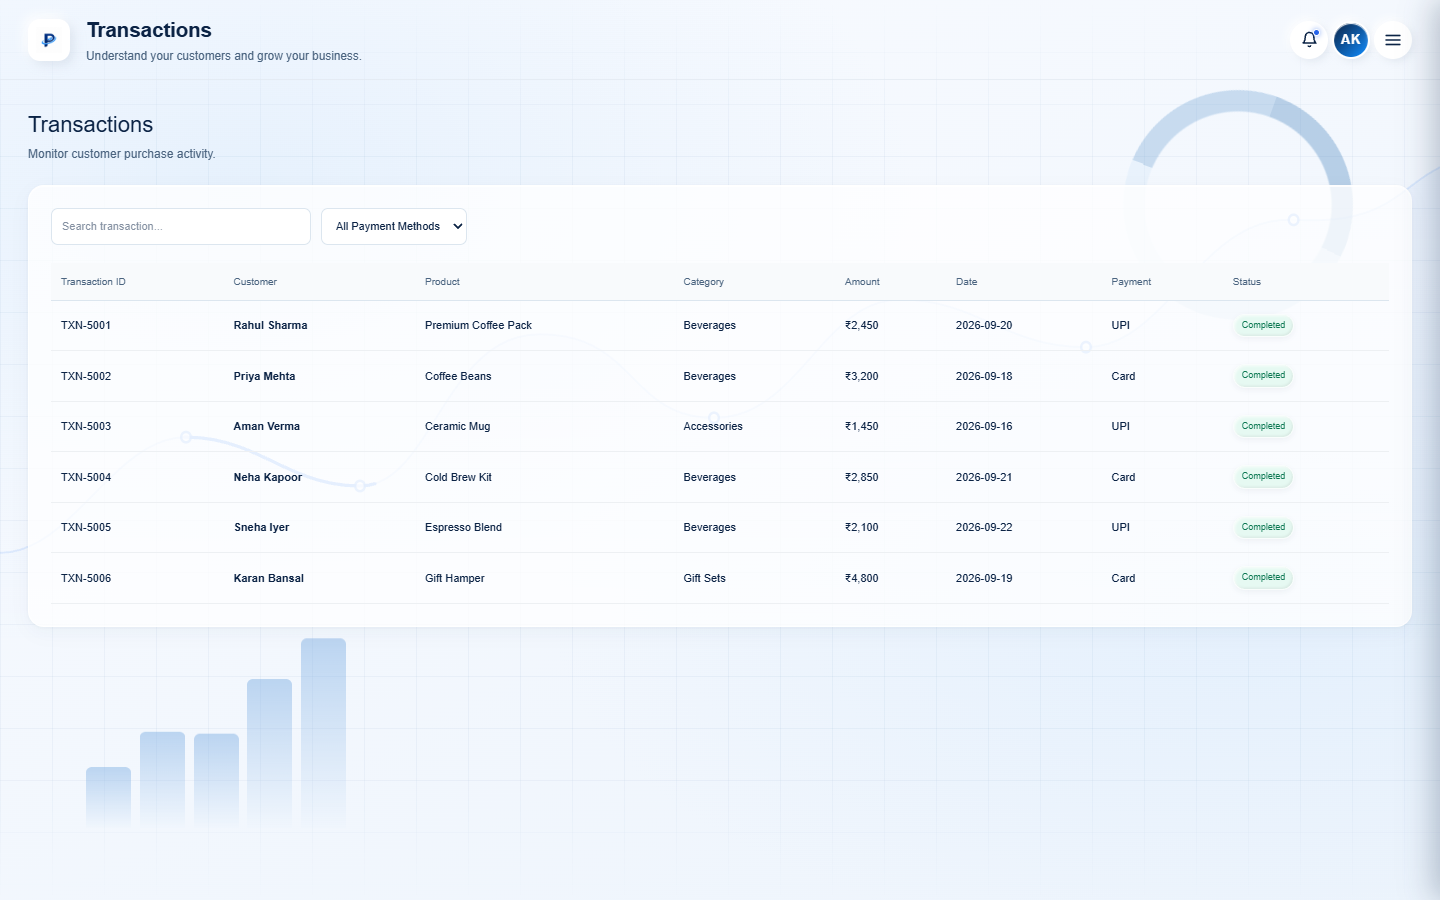 P
Transactions
Understand your customers and grow your business.
AK
Transactions
Monitor customer purchase activity.
Search transaction...
All Payment Methods
Transaction ID Customer Product Category Amount Date Payment Status
TXN-5001 Rahul Sharma Premium Coffee Pack Beverages ₹2,450 2026-09-20 UPI Completed
TXN-5002 Priya Mehta Coffee Beans Beverages ₹3,200 2026-09-18 Card Completed
TXN-5003 Aman Verma Ceramic Mug Accessories ₹1,450 2026-09-16 UPI Completed
TXN-5004 Neha Kapoor Cold Brew Kit Beverages ₹2,850 2026-09-21 Card Completed
TXN-5005 Sneha Iyer Espresso Blend Beverages ₹2,100 2026-09-22 UPI Completed
TXN-5006 Karan Bansal Gift Hamper Gift Sets ₹4,800 2026-09-19 Card Completed